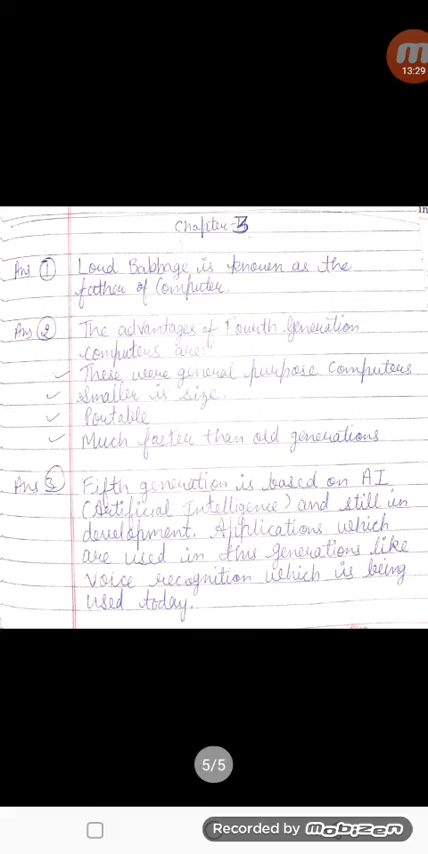 13:29
Chapter-3
Ans 1 Loud Babbage is known as the
father of Computer.
Ans 2 The advantages of Fourth Generation
computers are:
These were general purpose Computers
Smaller is size.
Portable
Much faster than old generations
Ans 3 Fifth generation is based on AI
(Artificial Intelligence) and still in
development. Applications which
are used in this generations like
voice recognition which is being
used today.
5/5
Recorded by mobizen